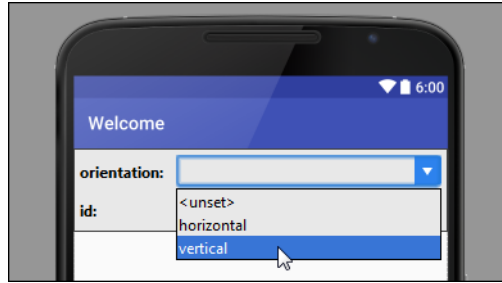 6:00
Welcome
orientation:
id:
<unset>
horizontal
vertical